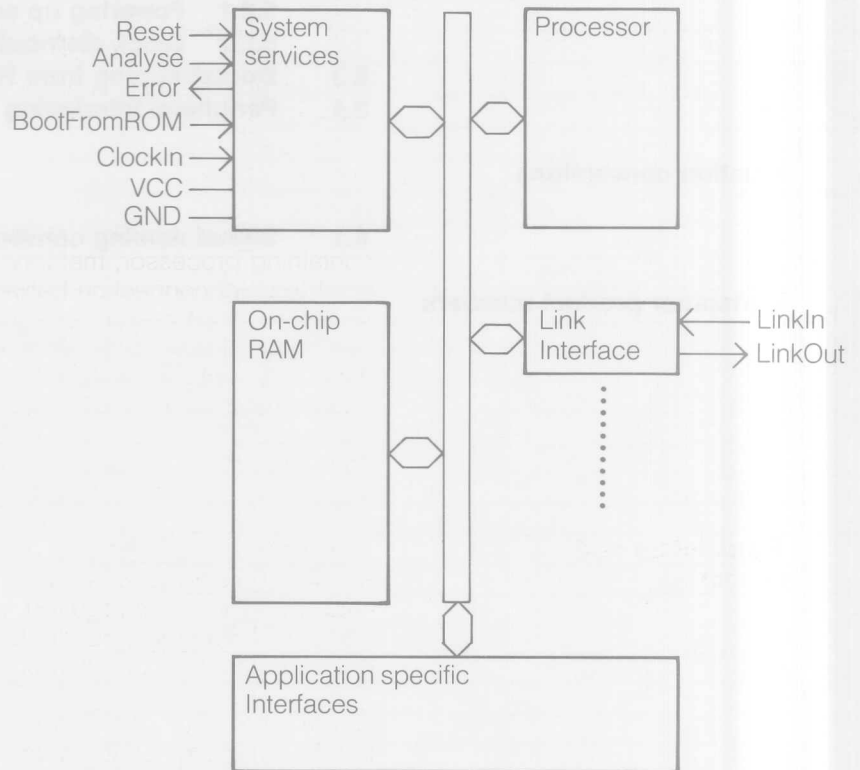 Reset
Analyse
Error
BootFromROM
ClockIn
VCC
GND
System
services
Processor
On-chip
RAM
Link
Interface
LinkIn
LinkOut
Application specific
Interfaces